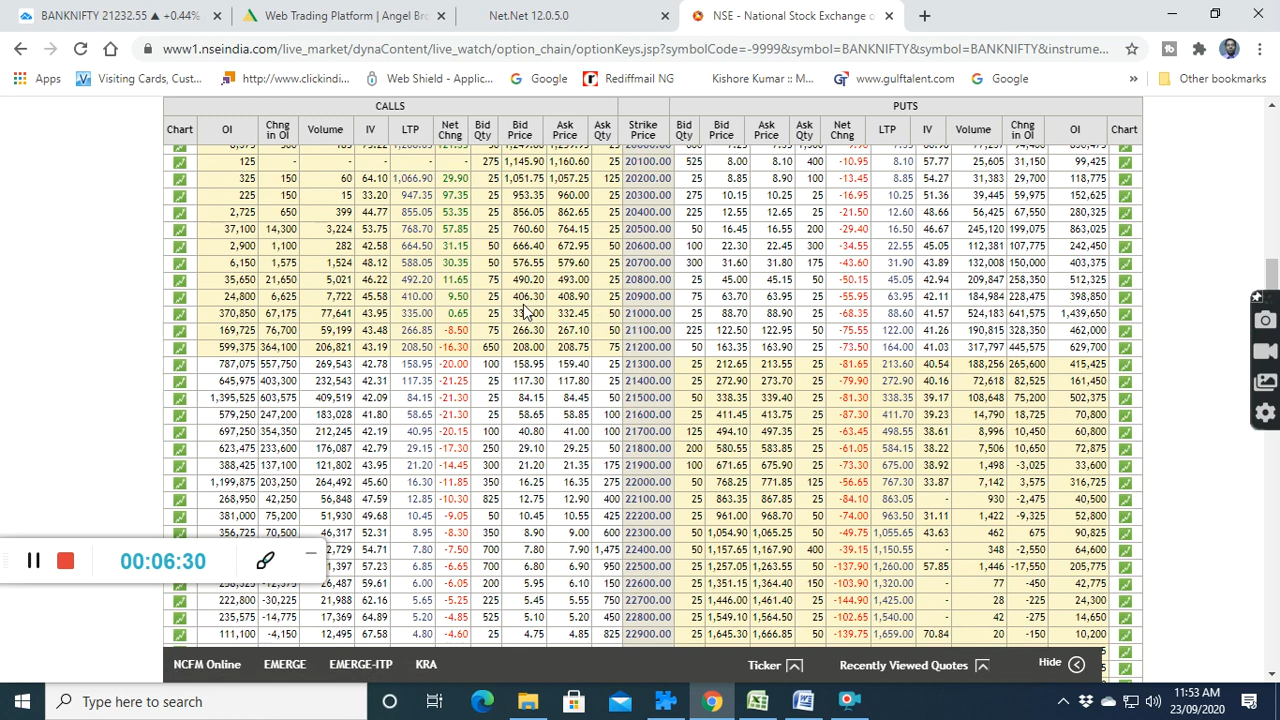 BANKNIFTY 21232.55 ▲ +0.44%
Web Trading Platform | Angel Bro
Net.Net 12.0.5.0
NSE - National Stock Exchange o
www1.nseindia.com/live_market/dynaContent/live_watch/option_chain/optionKeys.jsp?symbolCode=-9999&symbol=BANKNIFTY&symbol=BANKNIFTY&instrume...
Apps Visiting Cards, Cust... http://www.clickindi... Web Shield - Applic... Google Rediffmail NG Kishore Kumar :: M... www.gulftalent.com Google » Other bookmarks
CALLS PUTS
Chart OI Chng in OI Volume IV LTP Net Chng Bid Qty Bid Price Ask Price Ask Qty Strike Price Bid Qty Bid Price Ask Price Ask Qty Net Chng LTP IV Volume Chng in OI OI Chart
125 - - - - - 275 1,145.90 1,160.60 25 20100.00 525 8.00 8.10 400 -10.95 8.10 57.77 25,605 31,150 99,425
325 150 60 64.10 1,066.90 29.90 25 1,051.75 1,057.25 125 20200.00 25 8.85 8.90 100 -13.45 8.85 54.27 31,383 29,700 118,775
225 150 15 33.20 947. 97.35 25 953.35 960.00 25 20300.00 275 10.15 10.25 25 -16.95 10.20 51.36 39,445 59,975 152,975
2,725 650 399 44.77 855.05 53.35 25 856.05 862.65 25 20400.00 225 12.55 12.65 25 -21.50 12.60 48.66 56,425 67,550 280,325
37,100 14,300 3,224 53.75 768.70 57.85 25 760.60 764.15 25 20500.00 50 16.45 16.55 200 -29.40 16.50 46.67 245,120 199,075 863,025
2,900 1,100 282 42.58 664.50 31.15 50 666.40 672.95 50 20600.00 100 22.30 22.45 300 -34.55 22.55 45.05 112,381 107,775 242,450
6,150 1,575 1,524 48.12 588.05 30.35 50 576.55 579.60 25 20700.00 300 31.60 31.80 175 -43.60 31.90 43.89 132,008 150,000 403,375
35,650 21,650 5,021 46.22 492.70 11.65 75 490.20 493.00 25 20800.00 25 45.00 45.15 50 -50.15 45.05 42.94 209,847 258,350 512,325
24,800 6,625 7,722 45.58 410.00 9.50 25 406.30 408.90 25 20900.00 75 63.70 63.95 25 -55.95 63.95 42.11 184,984 228,475 398,850
370,850 67,175 77,641 43.95 335.00 0.65 25 332.45 50 21000.00 25 88.70 88.90 25 -68.35 88.60 41.57 524,183 641,575 1,439,650
169,725 76,700 59,199 43.48 266.85 -8.50 75 266.30 267.10 50 21100.00 225 122.50 122.95 50 -75.55 122.00 41.26 190,815 328,350 462,000
599,375 364,100 206,821 43.19 208.50 -16.30 650 208.00 208.75 75 21200.00 50 163.35 163.90 50 -73.50 164.00 41.03 317,797 445,575 629,700
787,075 557,750 269,543 42.78 158.95 -20.00 100 158.95 159.40 25 21300.00 25 212.65 213.55 25 -81.65 213.60 40.54 188,256 265,600 415,425
645,975 403,300 232,543 42.31 117.35 -21.25 25 117.30 117.80 25 21400.00 25 272.90 273.70 25 -79.90 272.90 40.16 72,618 82,525 161,450
1,395,525 603,575 409,519 42.09 84.15 -21.30 25 84.15 84.45 50 21500.00 25 338.35 339.40 25 -81.30 338.35 39.17 108,648 75,200 502,375
579,250 247,200 183,028 41.80 58.65 -21.30 50 58.65 58.85 100 21600.00 25 411.45 413.75 25 -87.30 411.70 39.23 14,790 18,725 70,800
697,250 354,350 212,245 42.19 40.95 -20.15 100 40.80 41.00 100 21700.00 125 494.10 497.35 25 -63.45 498.55 38.61 8,996 10,450 60,800
623,475 233,600 176,087 42.79 29.15 -17.30 250 29.10 29.25 50 21800.00 200 580.55 583.85 25 -61.05 584.15 38.22 7,506 10,650 72,875
388,425 137,100 121,802 43.95 21.20 -14.45 300 21.20 21.35 175 21900.00 100 671.65 675.90 25 -73.30 675.00 38.92 1,498 -3,025 33,600
1,199,875 203,250 264,492 45.60 16.30 -11.85 350 16.25 16.35 275 22000.00 50 768.25 771.85 125 -56.65 767.30 33.87 7,142 3,575 316,725
268,950 42,250 56,848 47.59 12.85 -10.30 825 12.75 12.90 400 22100.00 25 863.35 867.85 25 -84.10 863.05 - 930 -2,475 40,500
381,000 75,200 51,930 49.68 10.45 -9.05 50 10.45 10.55 425 22200.00 25 961.00 968.70 50 -74.00 963.50 31.11 1,422 -9,325 52,800
356,725 46,317 52.31 8.95 -8.30 350 8.90 9.00 600 22300.00 50 1,054.90 1,065.25 50 -49.75 1,055.65 43.63 462 675 90,825
2,729 54.71 7.80 -7.50 700 7.80 7.90 1,475 22400.00 50 1,157.65 1,167.90 400 -39.15 1,150.55 - 348 -2,550 64,600
1,397 57.23 6.85 -6.65 700 6.80 6.90 950 22500.00 25 1,257.05 1,263.55 50 -137.90 1,260.00 57.85 1,446 -17,550 205,775
26,487 59.61 6.00 -6.05 200 5.95 6.10 150 22600.00 25 1,351.15 1,364.40 150 -103.90 1,320.00 - 77 -450 42,775
222,800 -30,225 21,988 62.16 5.65 -5.25 225 5.45 5.55 750 22700.00 25 1,446.00 1,461.40 25 -144.90 1,425.00 - 28 -225 24,300
235,575 -14,775 17,369 64.89 5.20 -4.85 525 5.10 5.20 450 22800.00 25 1,549.10 1,564.50 25 -102.65 1,540.00 - 42 -275 14,650
111,100 -4,150 12,495 67.58 4.80 -4.60 25 4.75 4.85 825 22900.00 25 1,645.30 1,666.85 50 -139.75 1,659.00 70.84 20 -150 10,200
00:06:30
NCFM Online EMERGE EMERGE-ITP KRA Ticker Recently Viewed Quotes Hide
Type here to search
11:53 AM
23/09/2020